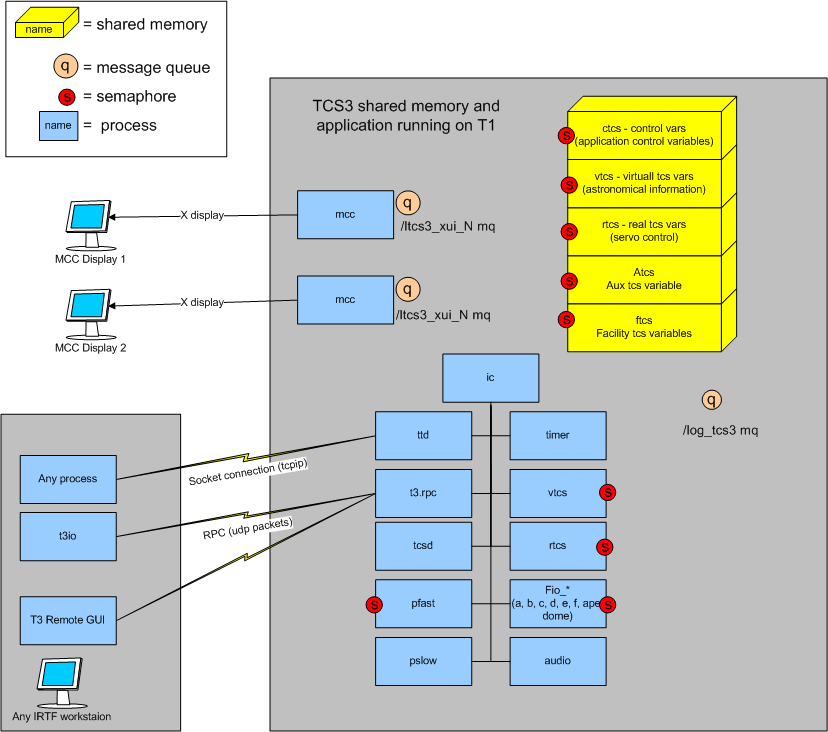 name
= shared memory
q
= message queue
S
= semaphore
name
= process
TCS3 shared memory and
application running on T1
S
ctcs - control vars
(application control variables)
S
vtcs - virtuall tcs vars
(astronomical information)
S
rtcs - real tcs vars
(servo control)
S
Atcs
Aux tcs variable
S
ftcs
Facility tcs variables
MCC Display 1
X display
mcc
q
/ltcs3_xui_N mq
MCC Display 2
X display
mcc
q
/ltcs3_xui_N mq
ic
q
/log_tcs3 mq
ttd
timer
t3.rpc
vtcs
S
tcsd
rtcs
S
S
pfast
Fio_*
(a, b, c, d, e, f, ape
dome)
S
pslow
audio
Any process
Socket connection (tcpip)
t3io
RPC (udp packets)
T3 Remote GUI
Any IRTF workstaion